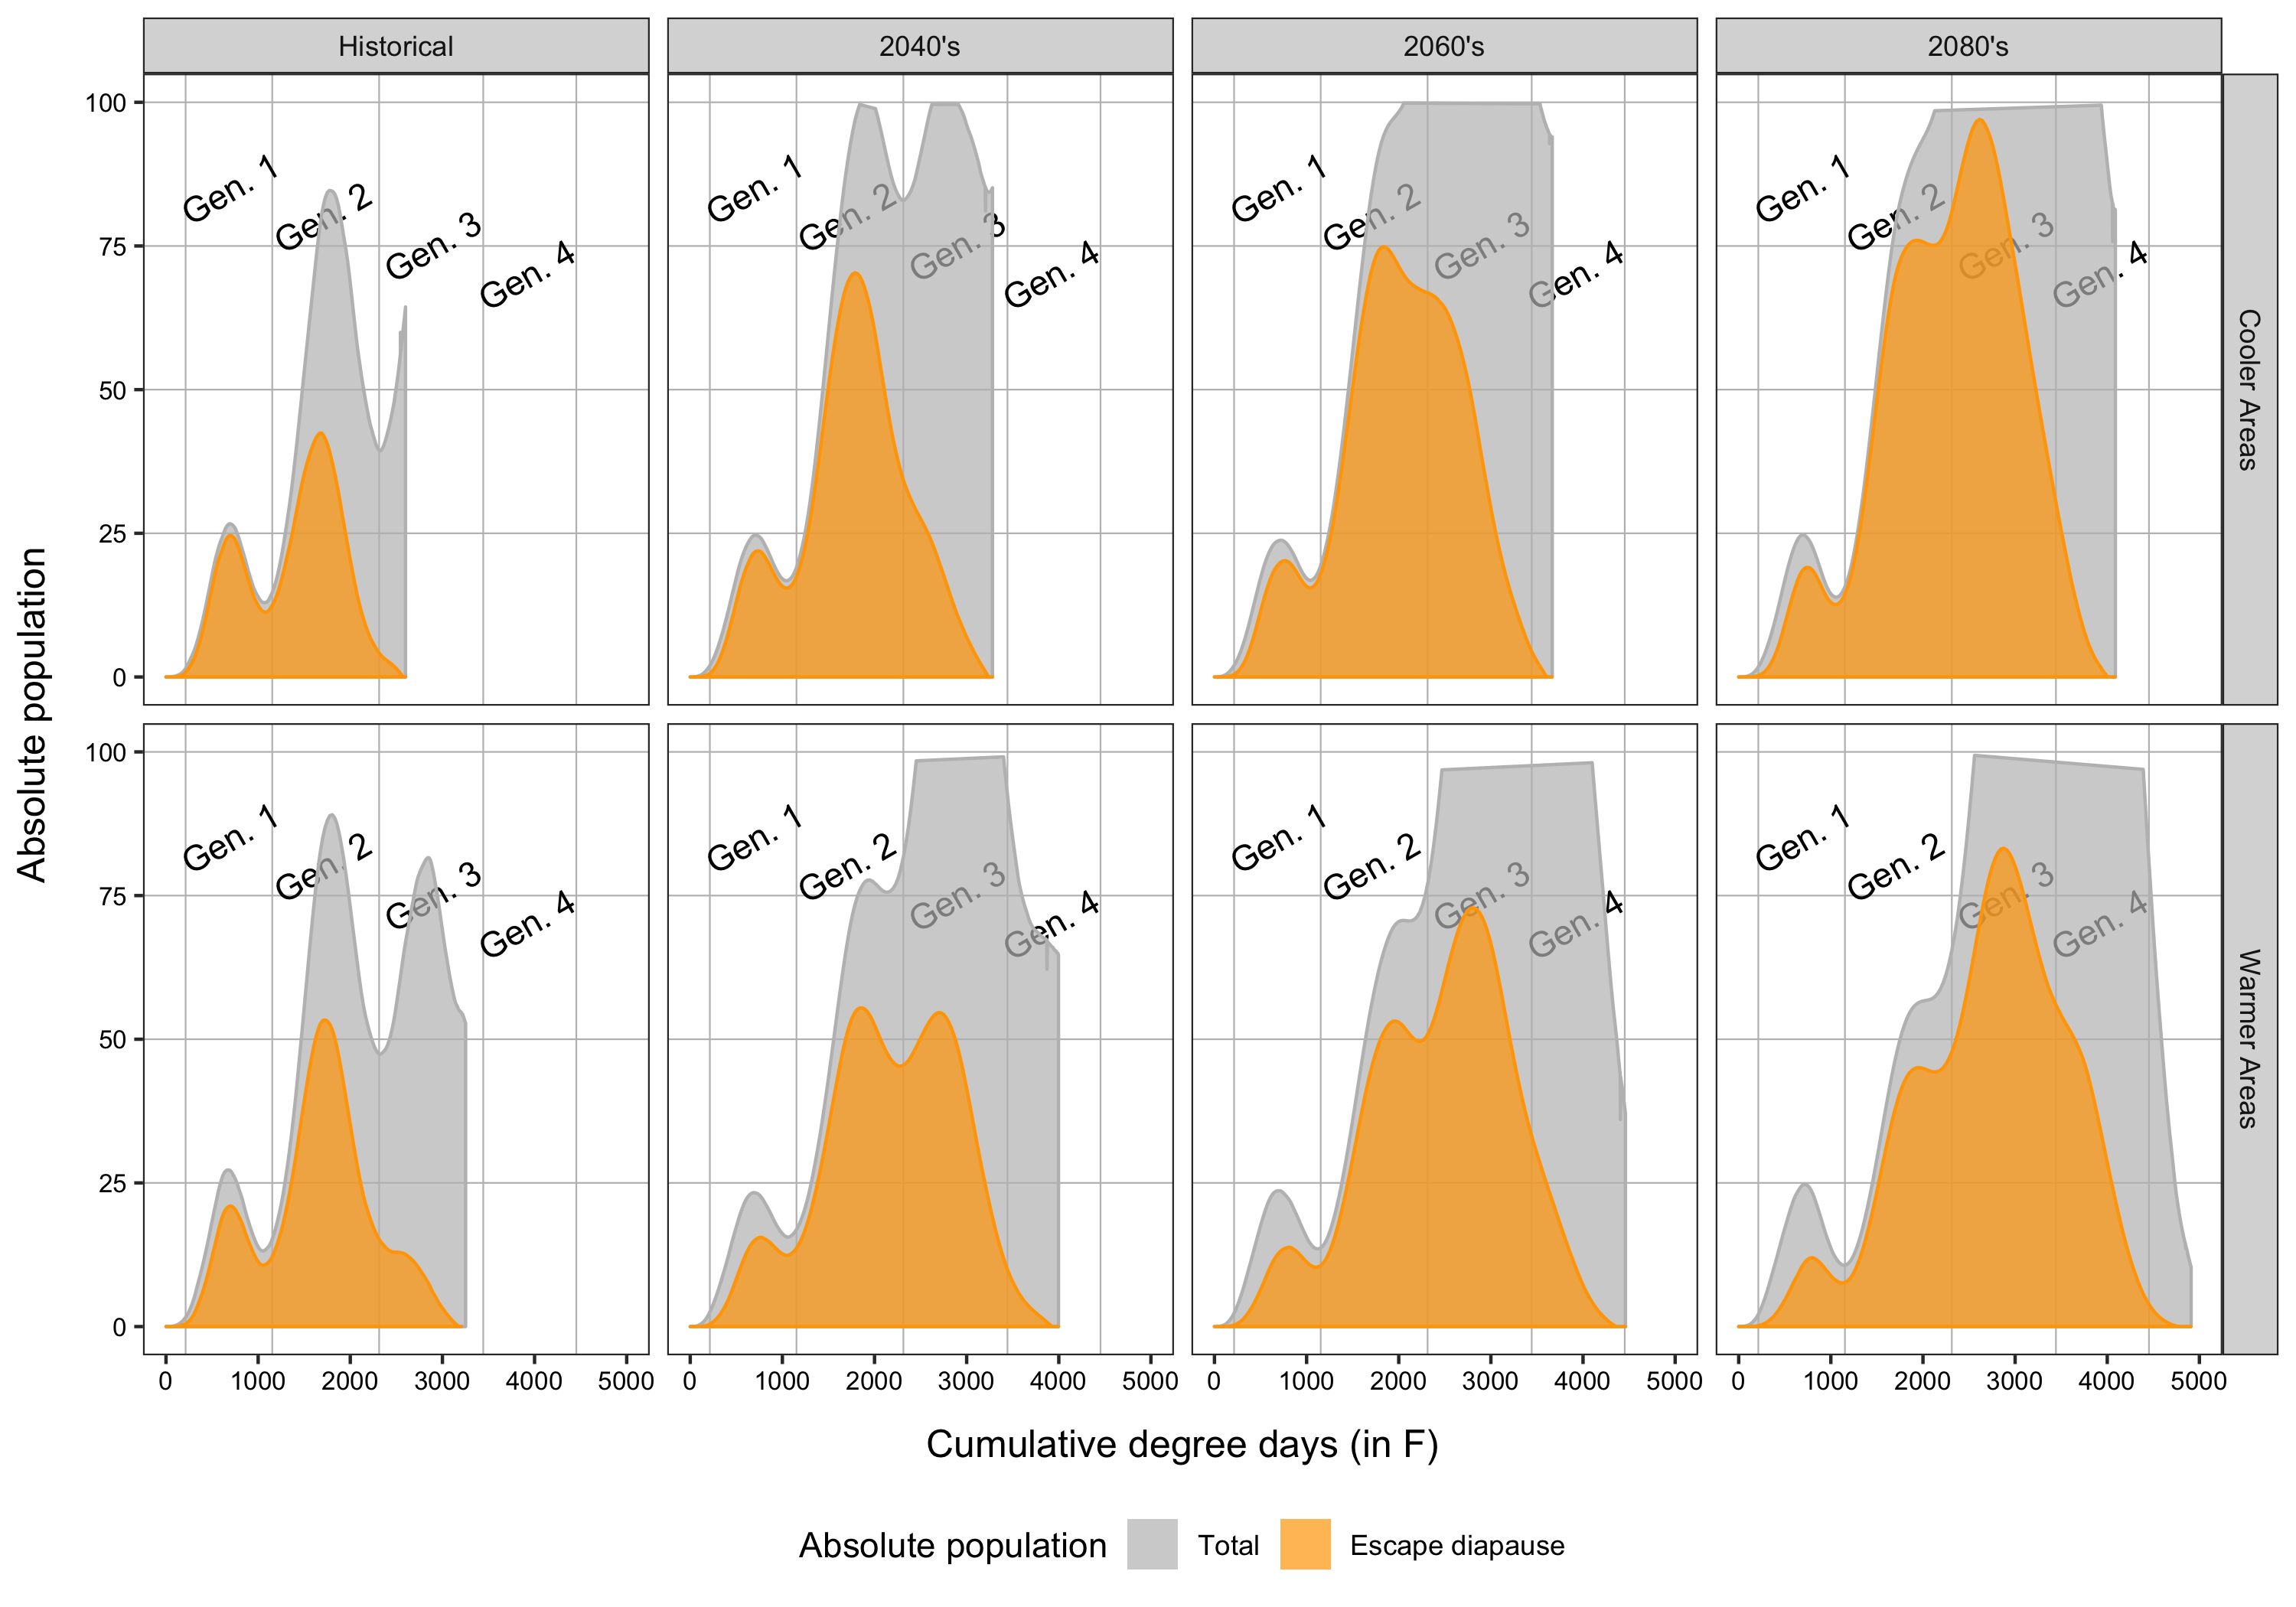 Historical
2040's
2060's
2080's
Absolute population
100
75
50
25
0
Gen. 1
Gen. 2
Gen. 3
Gen. 4
Gen. 1
Gen. 2
Gen. 3
Gen. 4
Gen. 1
Gen. 2
Gen. 3
Gen. 4
Gen. 1
Gen. 2
Gen. 3
Gen. 4
Cooler Areas
100
75
50
25
0
Gen. 1
Gen. 2
Gen. 3
Gen. 4
Gen. 1
Gen. 2
Gen. 3
Gen. 4
Gen. 1
Gen. 2
Gen. 3
Gen. 4
Gen. 1
Gen. 2
Gen. 3
Gen. 4
Warmer Areas
0 1000 2000 3000 4000 5000
0 1000 2000 3000 4000 5000
0 1000 2000 3000 4000 5000
0 1000 2000 3000 4000 5000
Cumulative degree days (in F)
Absolute population Total Escape diapause